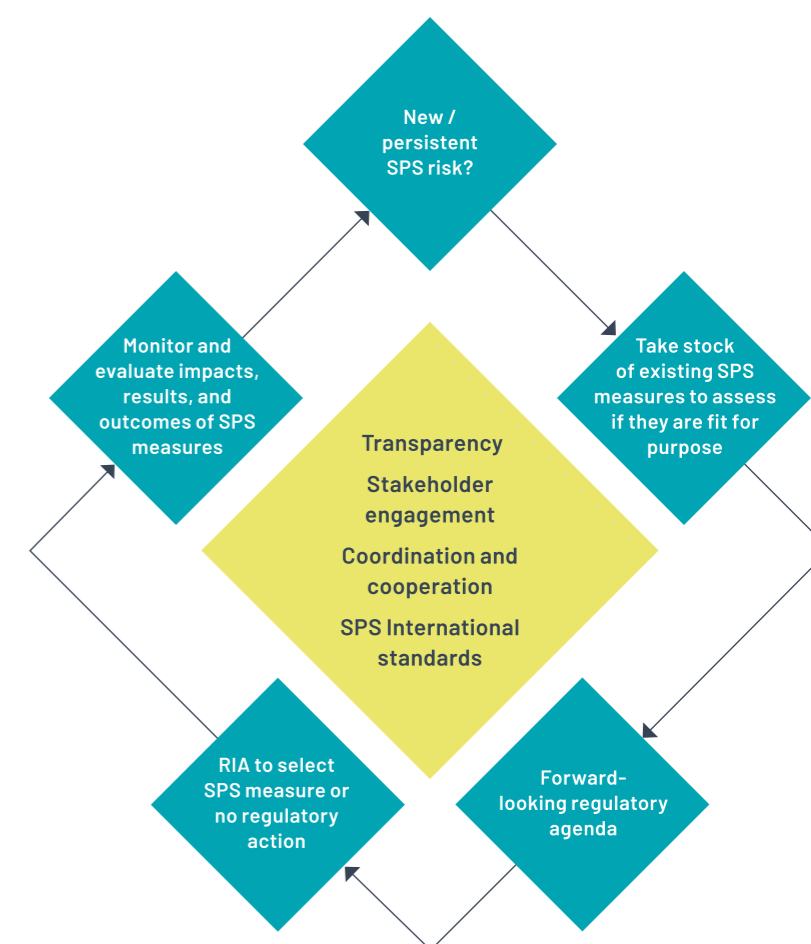 New /
persistent
SPS risk?
Take stock
of existing SPS
measures to assess
if they are fit for
purpose
Forward-
looking regulatory
agenda
RIA to select
SPS measure or
no regulatory
action
Monitor and
evaluate impacts,
results, and
outcomes of SPS
measures
Transparency
Stakeholder
engagement
Coordination and
cooperation
SPS International
standards